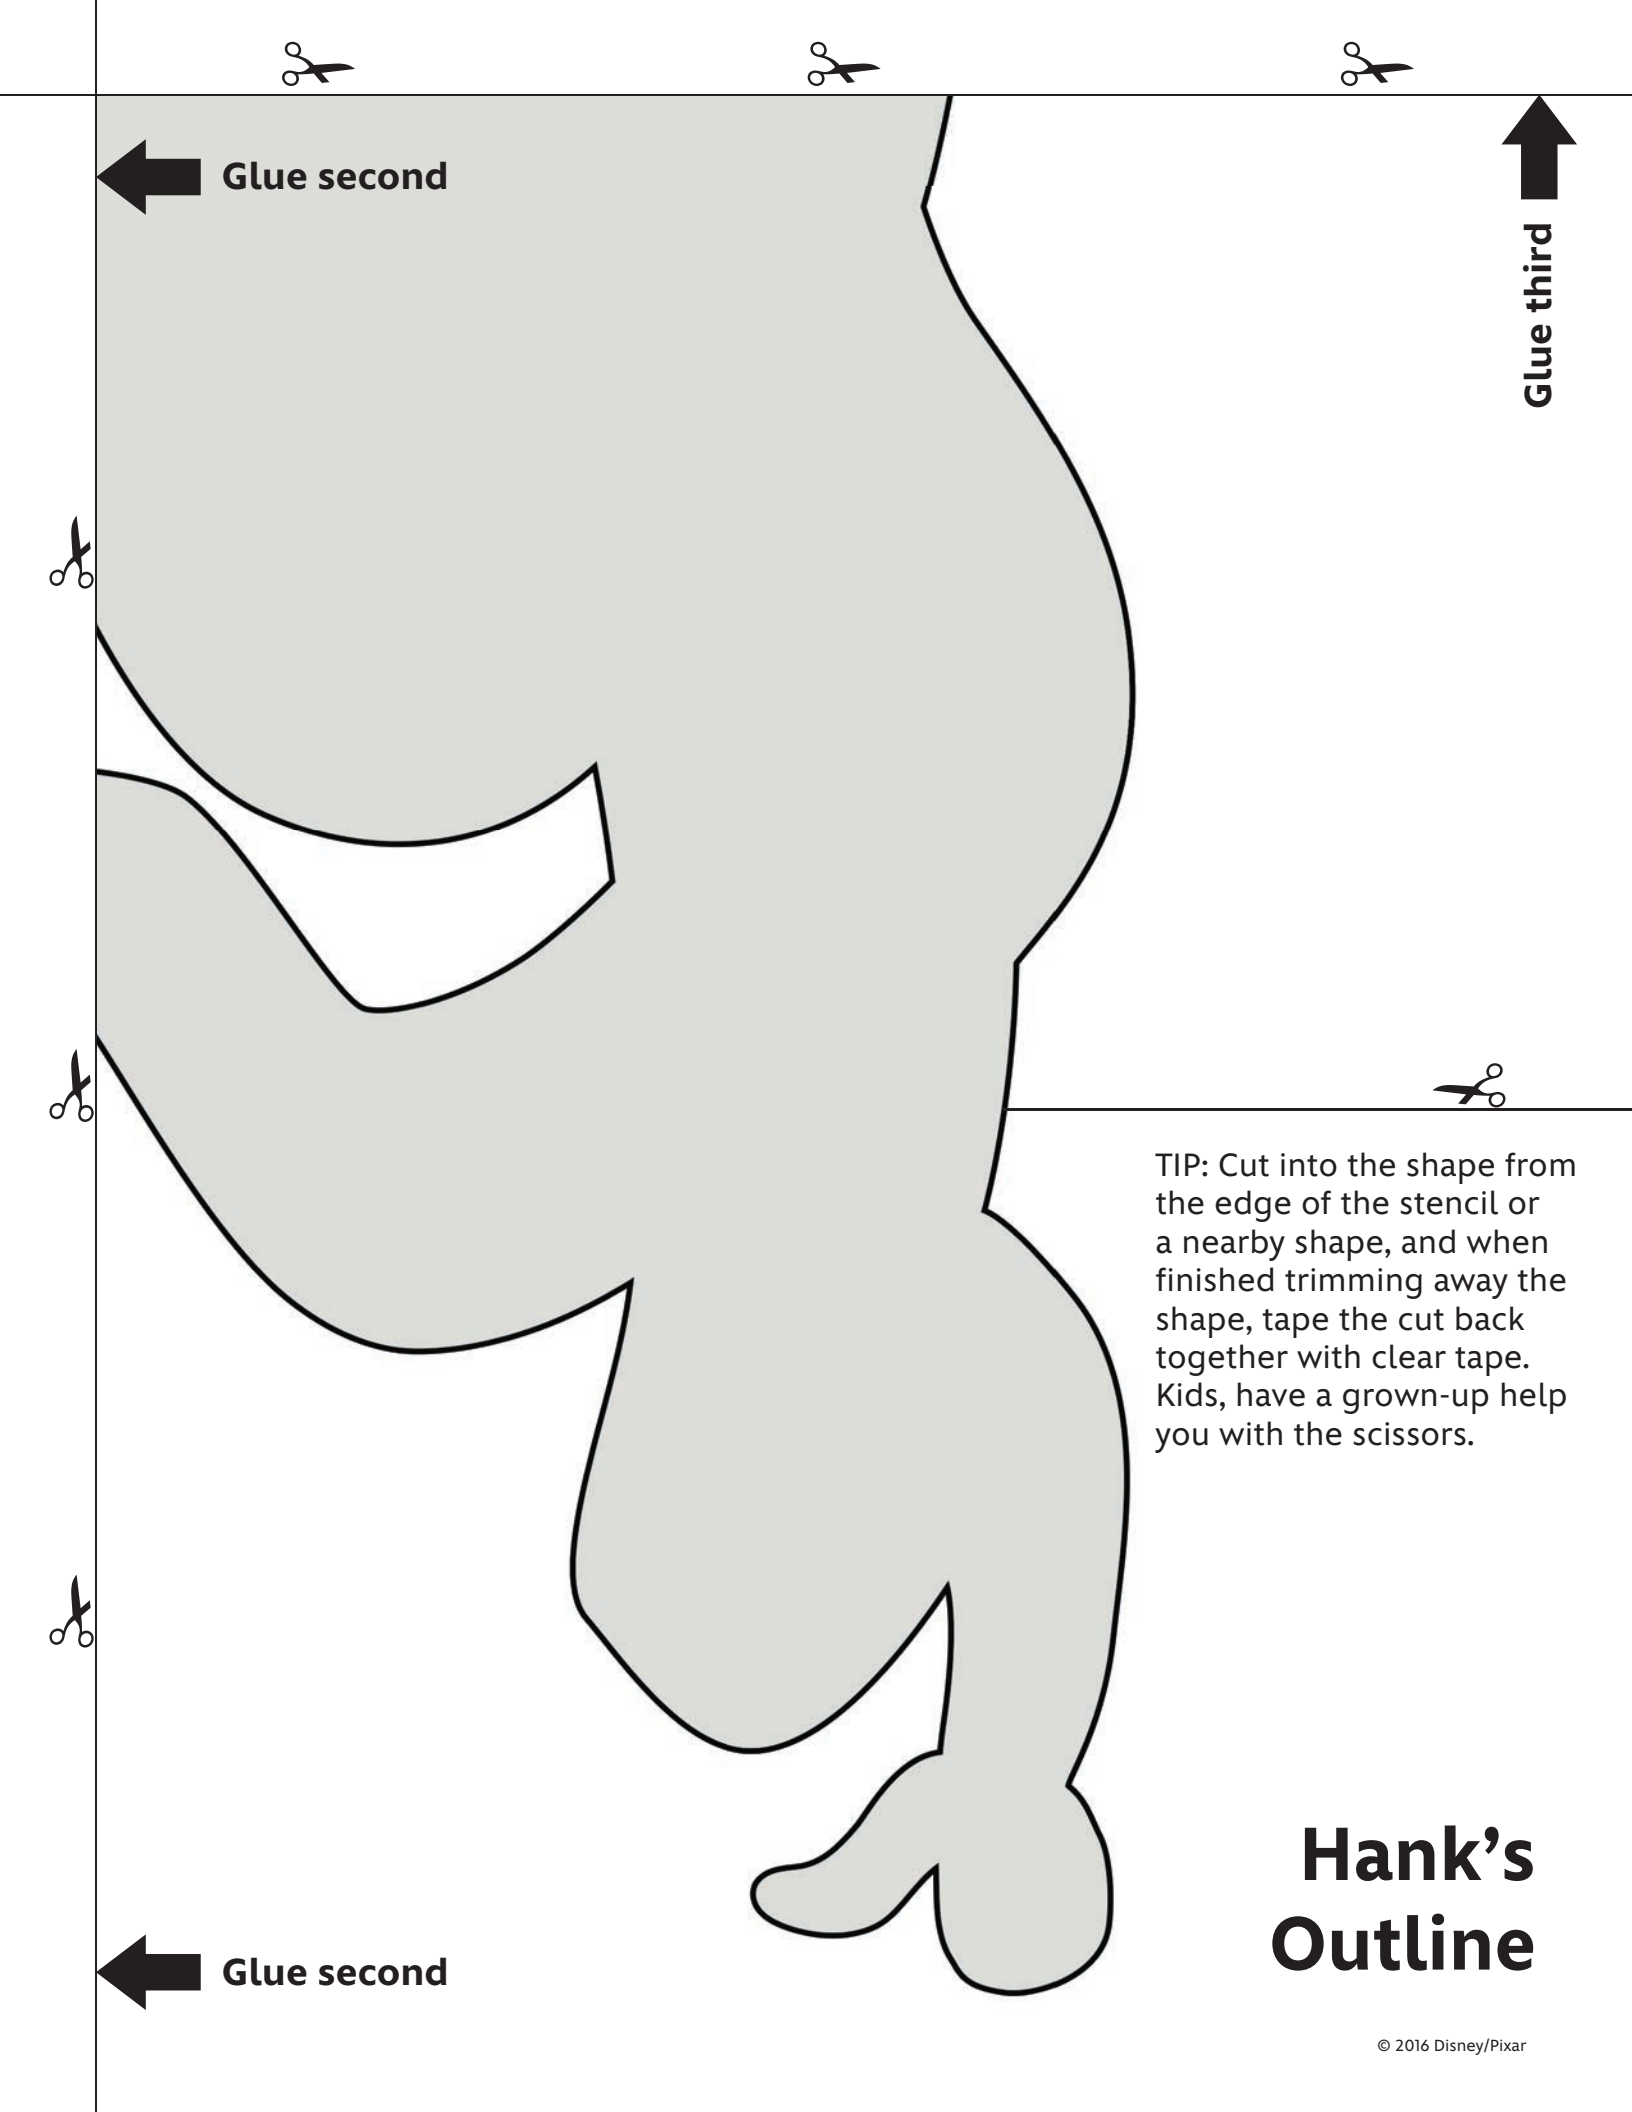 Glue second
Glue third
TIP: Cut into the shape from
the edge of the stencil or
a nearby shape, and when
finished trimming away the
shape, tape the cut back
together with clear tape.
Kids, have a grown-up help
you with the scissors.
Hank’s
Outline
Glue second
© 2016 Disney/Pixar